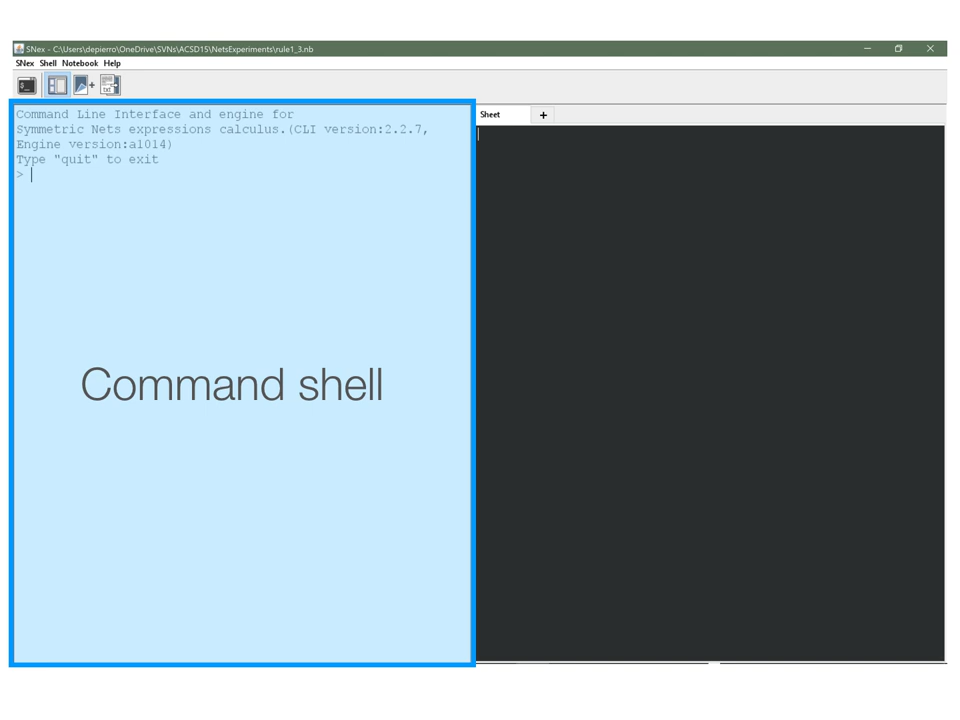 SNex - C:\Users\depierro\OneDrive\SVNs\ACSD15\NetsExperiments\rule1_3.nb
SNex Shell Notebook Help
Command Line Interface and engine for
Symmetric Nets expressions calculus.(CLI version:2.2.7,
Engine version:a1014)
Type "quit" to exit
>
Command shell
Sheet +